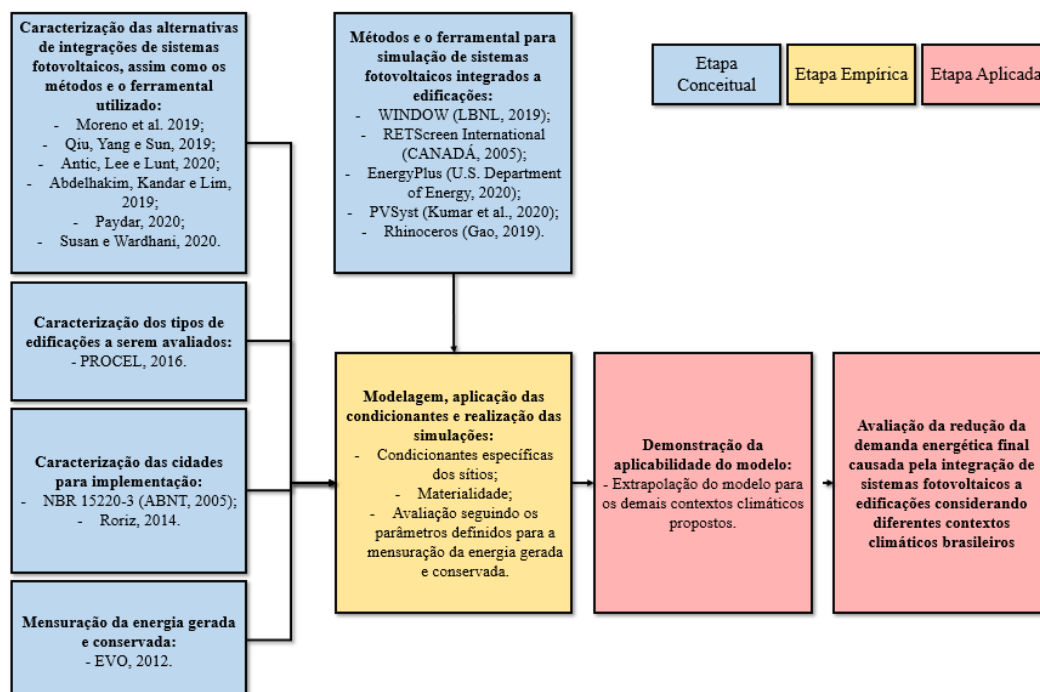 Caracterização das alternativas
de integrações de sistemas
fotovoltaicos, assim como os
métodos e o ferramental
utilizado:
- Moreno et al. 2019;
- Qiu, Yang e Sun, 2019;
- Antic, Lee e Lunt, 2020;
- Abdelhakim, Kandar e Lim,
2019;
- Paydar, 2020;
- Susan e Wardhani, 2020.
Caracterização dos tipos de
edificações a serem avaliados:
- PROCEL, 2016.
Caracterização das cidades
para implementação:
- NBR 15220-3 (ABNT, 2005);
- Roriz, 2014.
Mensuração da energia gerada
e conservada:
- EVO, 2012.
Métodos e o ferramental para
simulação de sistemas
fotovoltaicos integrados a
edificações:
- WINDOW (LBNL, 2019);
- RETScreen International
(CANADÁ, 2005);
- EnergyPlus (U.S. Department
of Energy, 2020);
- PVSyst (Kumar et al., 2020);
- Rhinoceros (Gao, 2019).
Etapa
Conceitual
Etapa Empírica
Etapa Aplicada
Modelagem, aplicação das
condicionantes e realização das
simulações:
- Condicionantes específicas
dos sítios;
- Materialidade;
- Avaliação seguindo os
parâmetros definidos para a
mensuração da energia gerada
e conservada.
Demonstração da
aplicabilidade do modelo:
- Extrapolação do modelo para
os demais contextos climáticos
propostos.
Avaliação da redução da
demanda energética final
causada pela integração de
sistemas fotovoltaicos a
edificações considerando
diferentes contextos
climáticos brasileiros